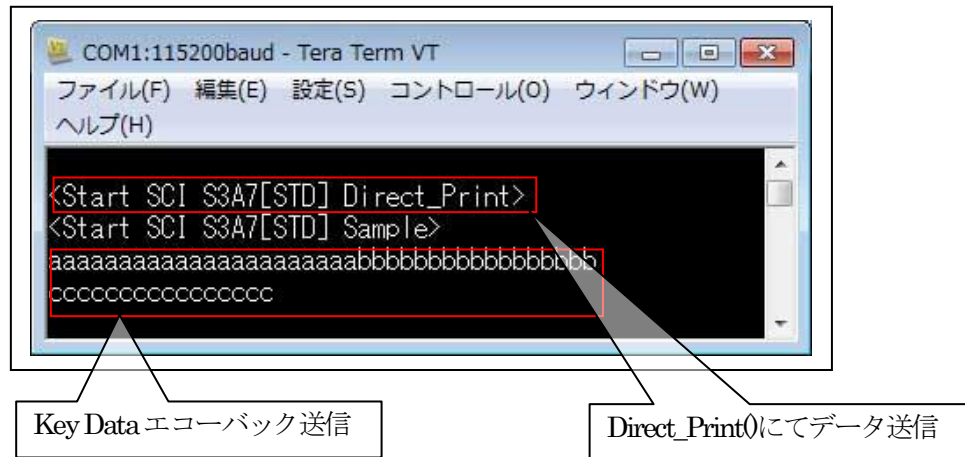 COM1:115200baud - Tera Term VT
ファイル(F) 編集(E) 設定(S) コントロール(O) ウィンドウ(W)
ヘルプ(H)
<Start SCI S3A7[STD] Direct_Print>
<Start SCI S3A7[STD] Sample>
aaaaaaaaaaaaaaaaaaaaaabbbbbbbbbbbbbbbbb
cccccccccccccccc
Key Data エコーバック送信
Direct_Print()にてデータ送信